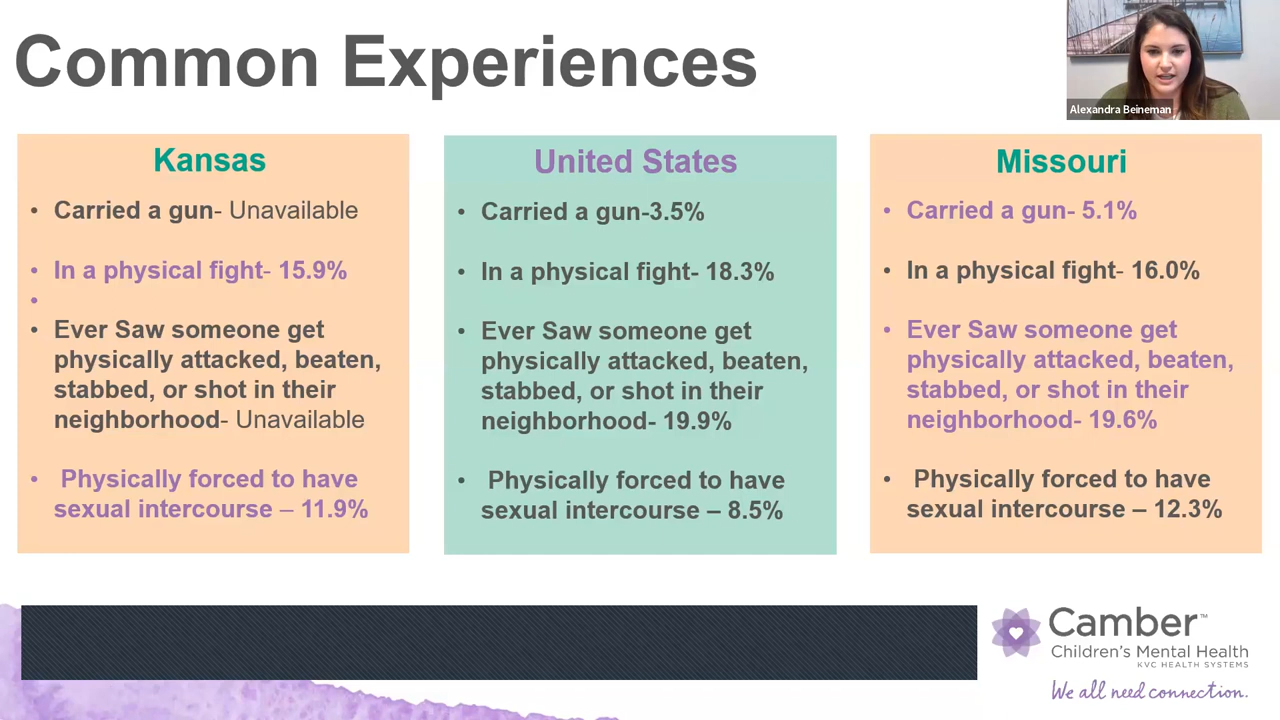 Common Experiences
Alexandra Beineman
Kansas
• Carried a gun- Unavailable
• In a physical fight- 15.9%
•
• Ever Saw someone get
physically attacked, beaten,
stabbed, or shot in their
neighborhood- Unavailable
• Physically forced to have
sexual intercourse – 11.9%
United States
• Carried a gun-3.5%
• In a physical fight- 18.3%
• Ever Saw someone get
physically attacked, beaten,
stabbed, or shot in their
neighborhood- 19.9%
• Physically forced to have
sexual intercourse – 8.5%
Missouri
• Carried a gun- 5.1%
• In a physical fight- 16.0%
• Ever Saw someone get
physically attacked, beaten,
stabbed, or shot in their
neighborhood- 19.6%
• Physically forced to have
sexual intercourse – 12.3%
Camber™
Children's Mental Health
KVC HEALTH SYSTEMS
We all need connection.